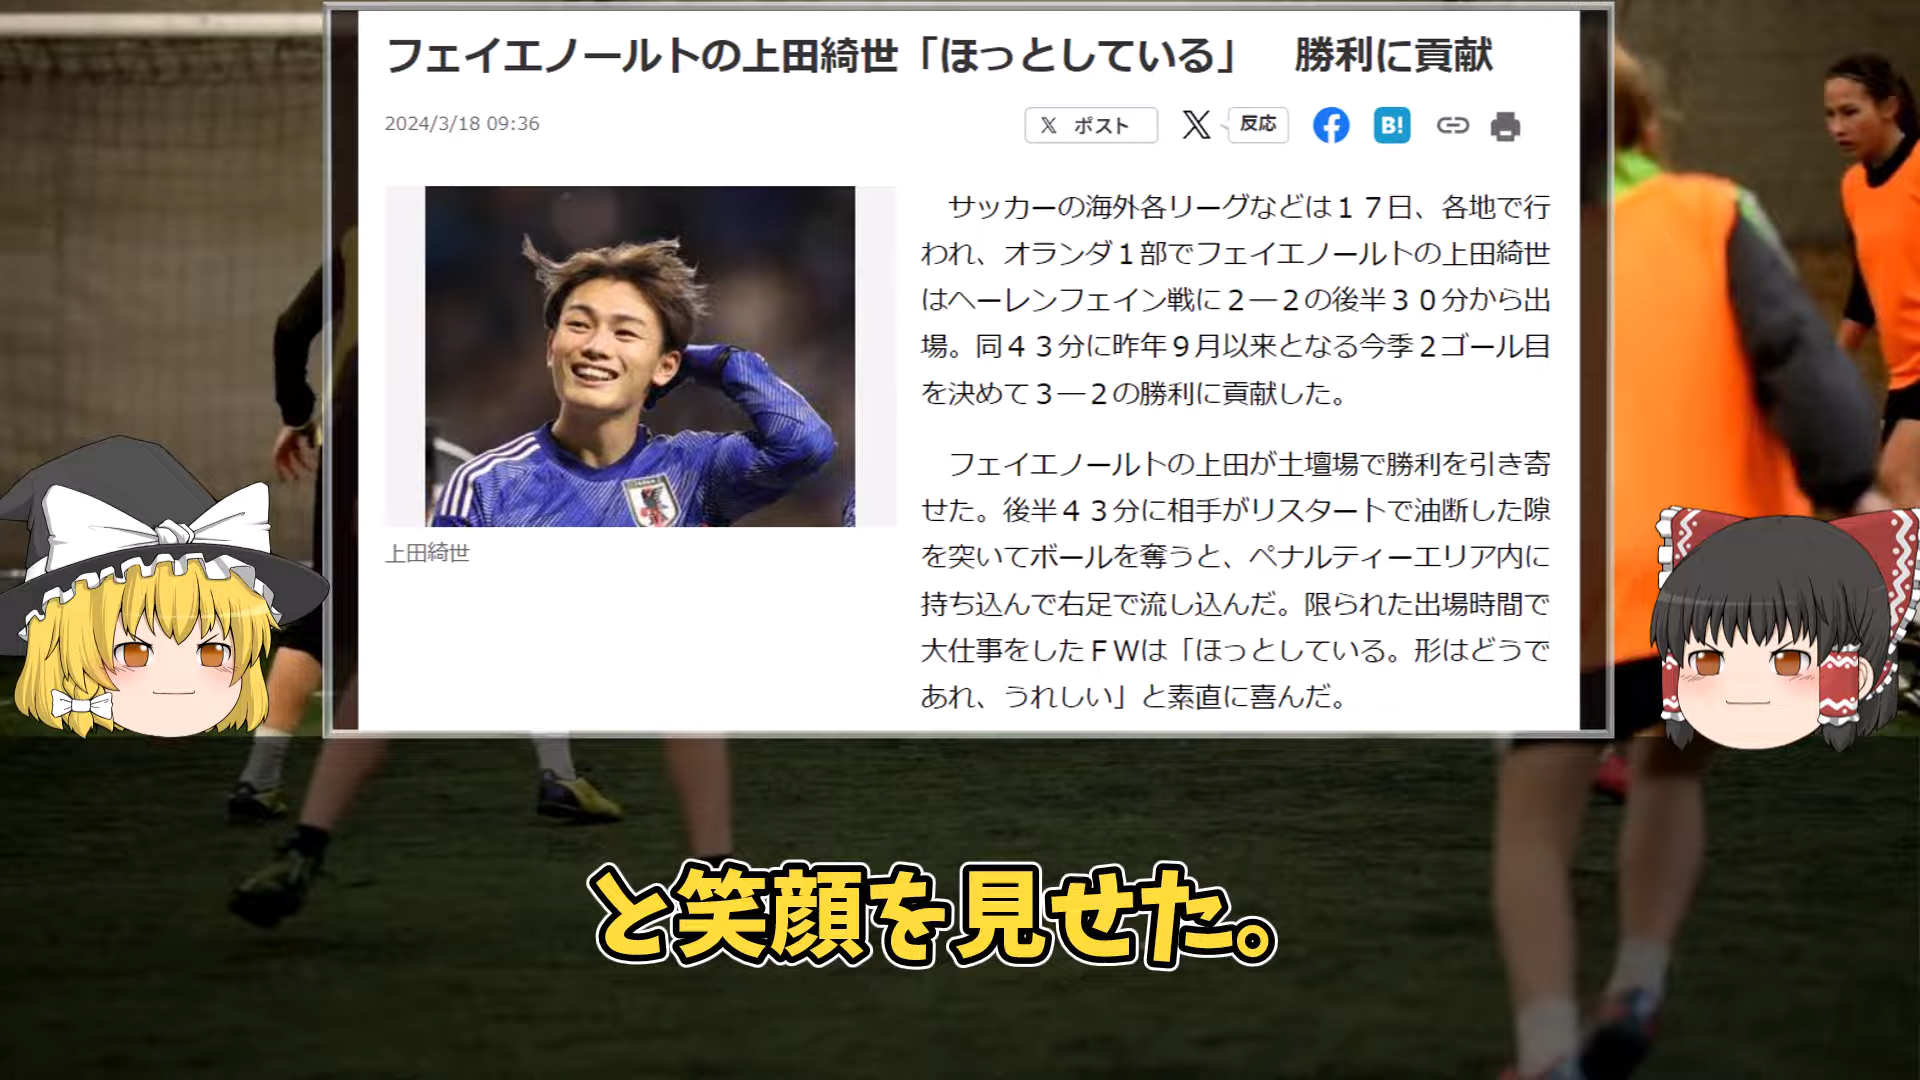 フェイエノールトの上田綺世「ほっとしている」　勝利に貢献
2024/3/18 09:36
X ポスト
X 反応
B!
上田綺世
サッカーの海外各リーグなどは１７日、各地で行
われ、オランダ１部でフェイエノールトの上田綺世
はヘーレンフェイン戦に２―２の後半３０分から出
場。同４３分に昨年９月以来となる今季２ゴール目
を決めて３―２の勝利に貢献した。
フェイエノールトの上田が土壇場で勝利を引き寄
せた。後半４３分に相手がリスタートで油断した隙
を突いてボールを奪うと、ペナルティーエリア内に
持ち込んで右足で流し込んだ。限られた出場時間で
大仕事をしたＦＷは「ほっとしている。形はどうで
あれ、うれしい」と素直に喜んだ。
と笑顔を見せた。